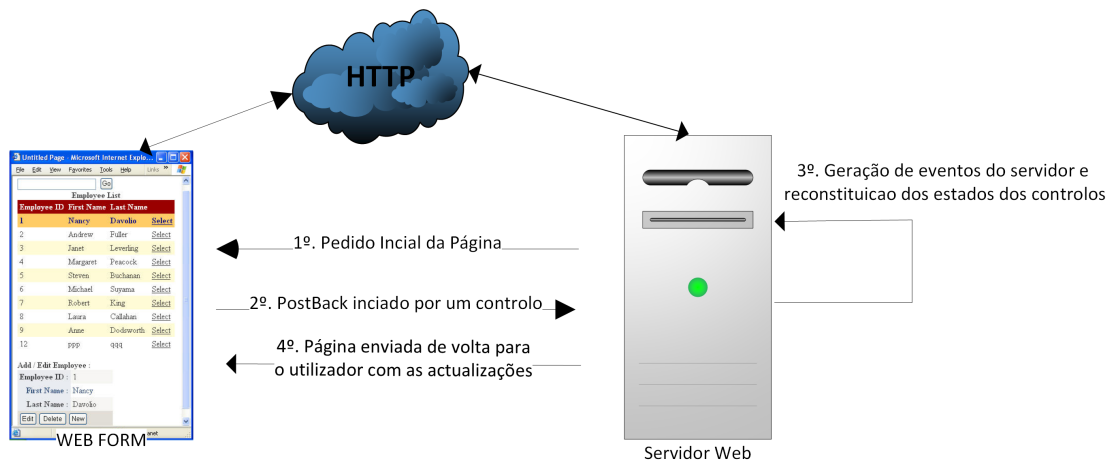 HTTP
Untitled Page - Microsoft Internet Explo...
File Edit View Favorites Tools Help Links »
Go
Employee List
Employee ID First Name Last Name
1 Nancy Davolio Select
2 Andrew Fuller Select
3 Janet Leverling Select
4 Margaret Peacock Select
5 Steven Buchanan Select
6 Michael Suyama Select
7 Robert King Select
8 Laura Callahan Select
9 Anne Dodsworth Select
12 ppp qqq Select
Add / Edit Employee :
Employee ID : 1
First Name : Nancy
Last Name : Davolio
Edit Delete New
anet
WEB FORM
1º. Pedido Incial da Página
2º. PostBack inciado por um controlo
4º. Página enviada de volta para
o utilizador com as actualizações
3º. Geração de eventos do servidor e
reconstituicao dos estados dos controlos
Servidor Web